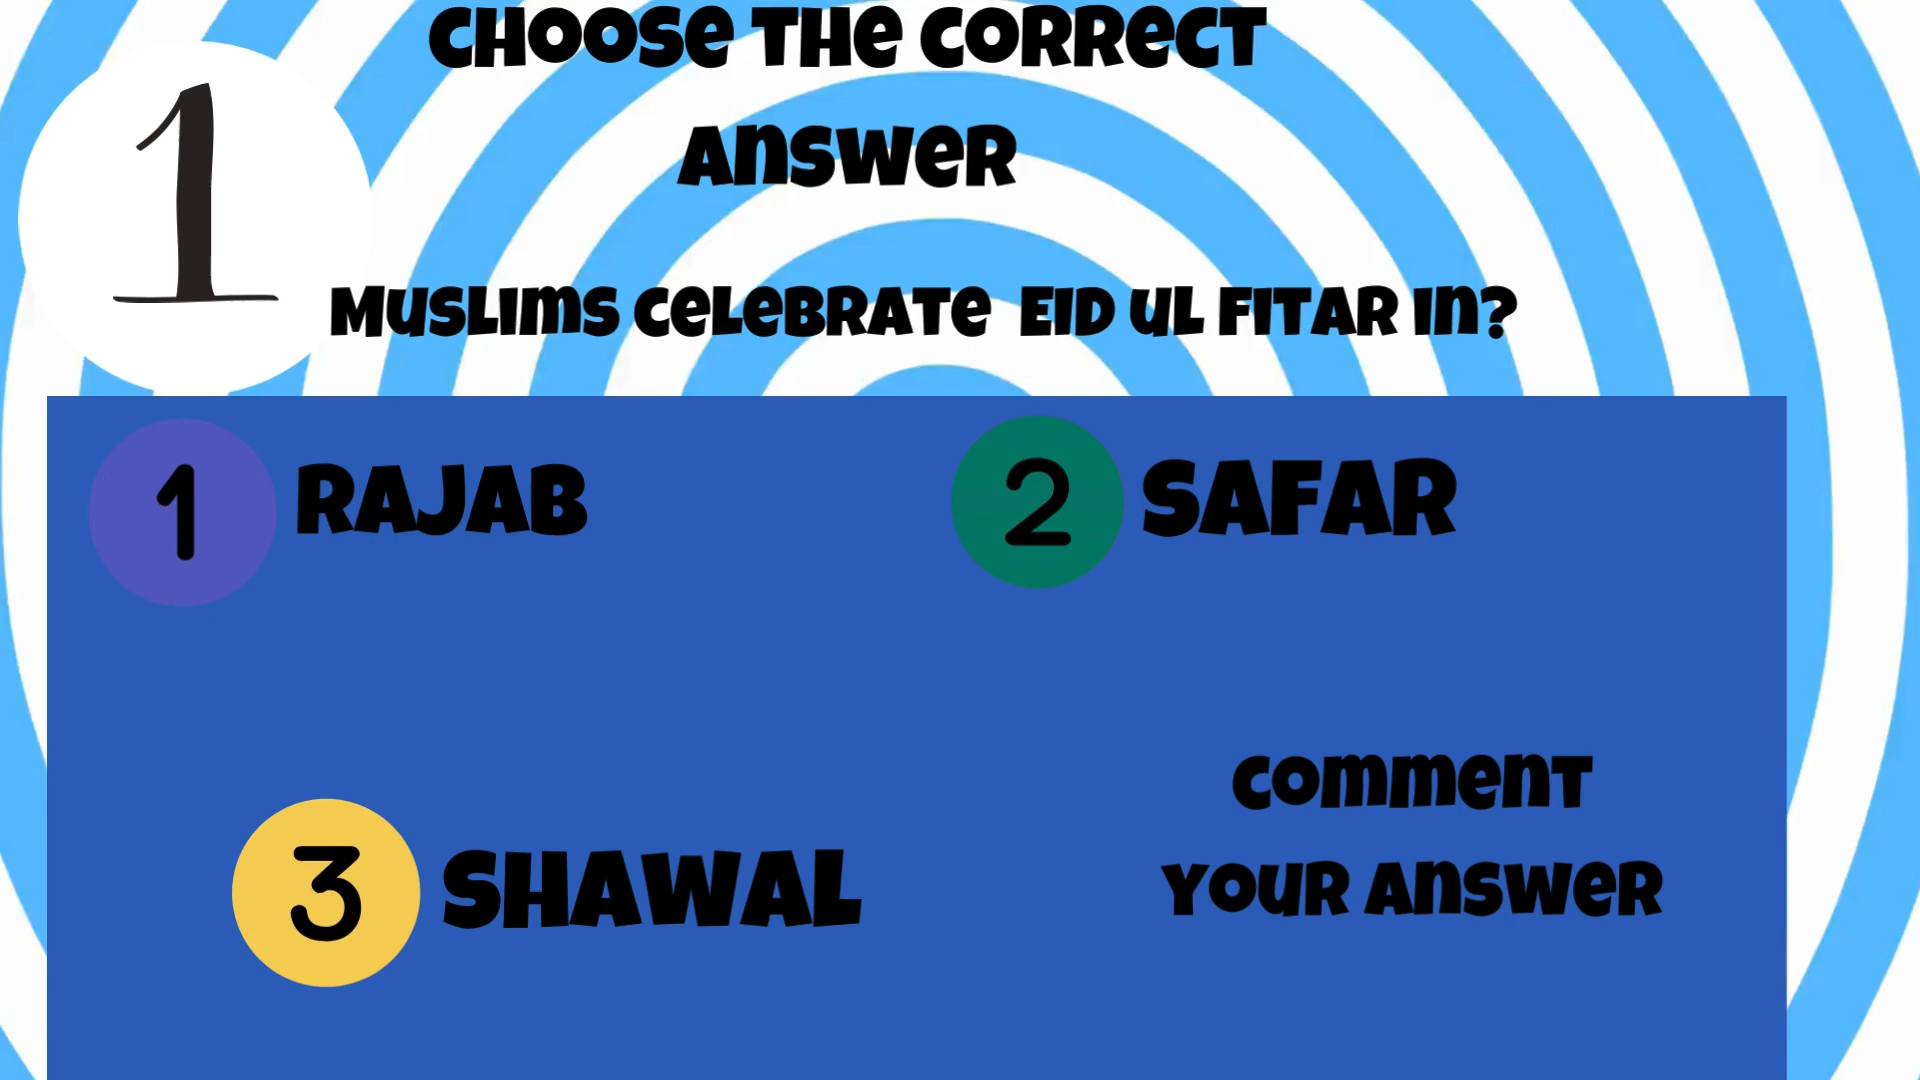 CHOOSE THE CORRECT
ANSWER
1
MUSLIMS CELEBRATE EID UL FITAR IN?
1 RAJAB
2 SAFAR
3 SHAWAL
COMMENT
YOUR ANSWER